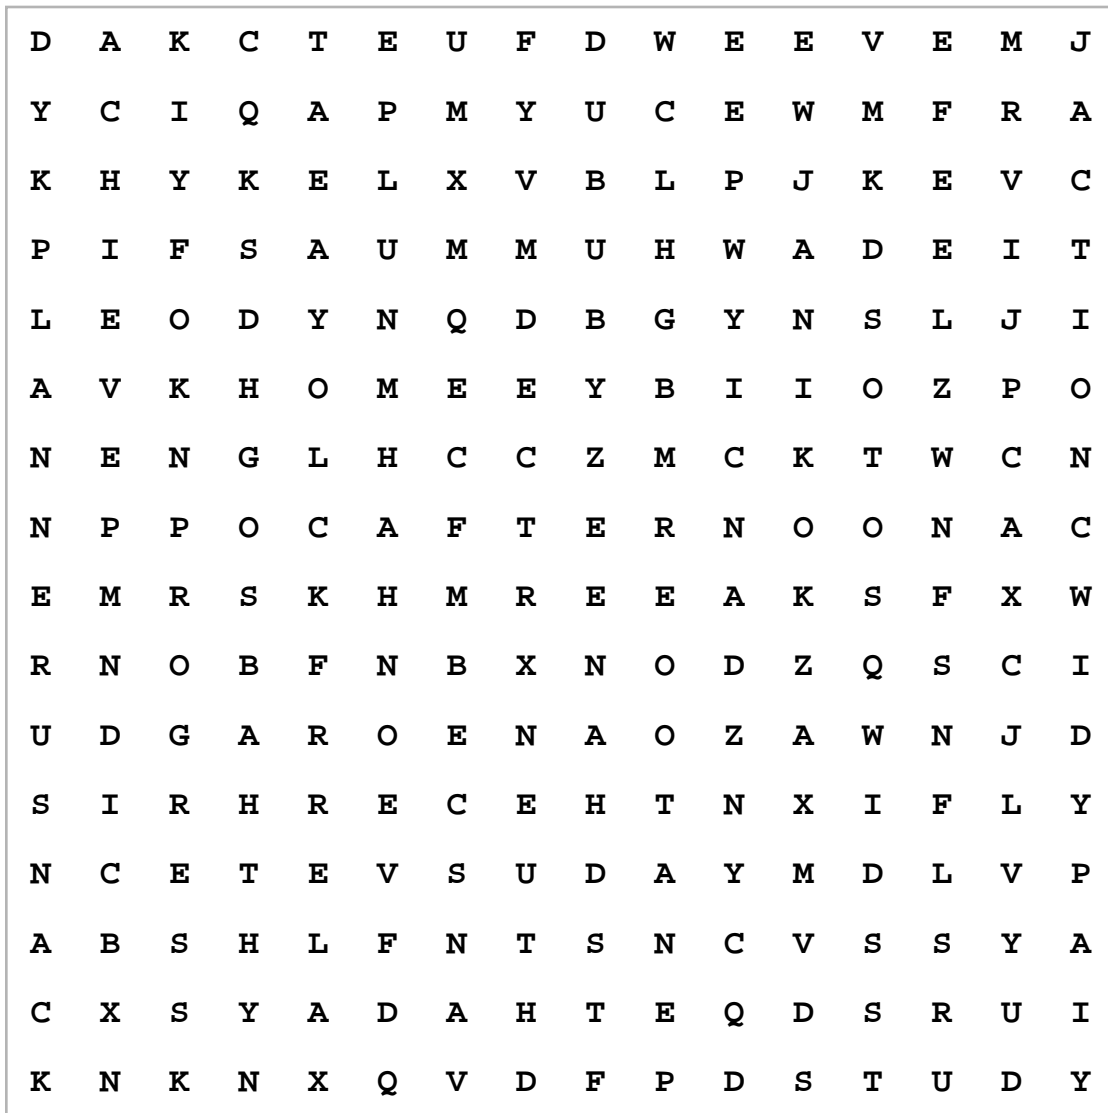 D A K C T E U F D W E E V E M J
Y C I Q A P M Y U C E W M F R A
K H Y K E L X V B L P J K E V C
P I F S A U M M U H W A D E I T
L E O D Y N Q D B G Y N S L J I
A V K H O M E E Y B I I O Z P O
N E N G L H C C Z M C K T W C N
N P P O C A F T E R N O O N A C
E M R S K H M R E E A K S F X W
R N O B F N B X N O D Z Q S C I
U D G A R O E N A O Z A W N J D
S I R H R E C E H T N X I F L Y
N C E T E V S U D A Y M D L V P
A B S H L F N T S N C V S S Y A
C X S Y A D A H T E Q D S R U I
K N K N X Q V D F P D S T U D Y